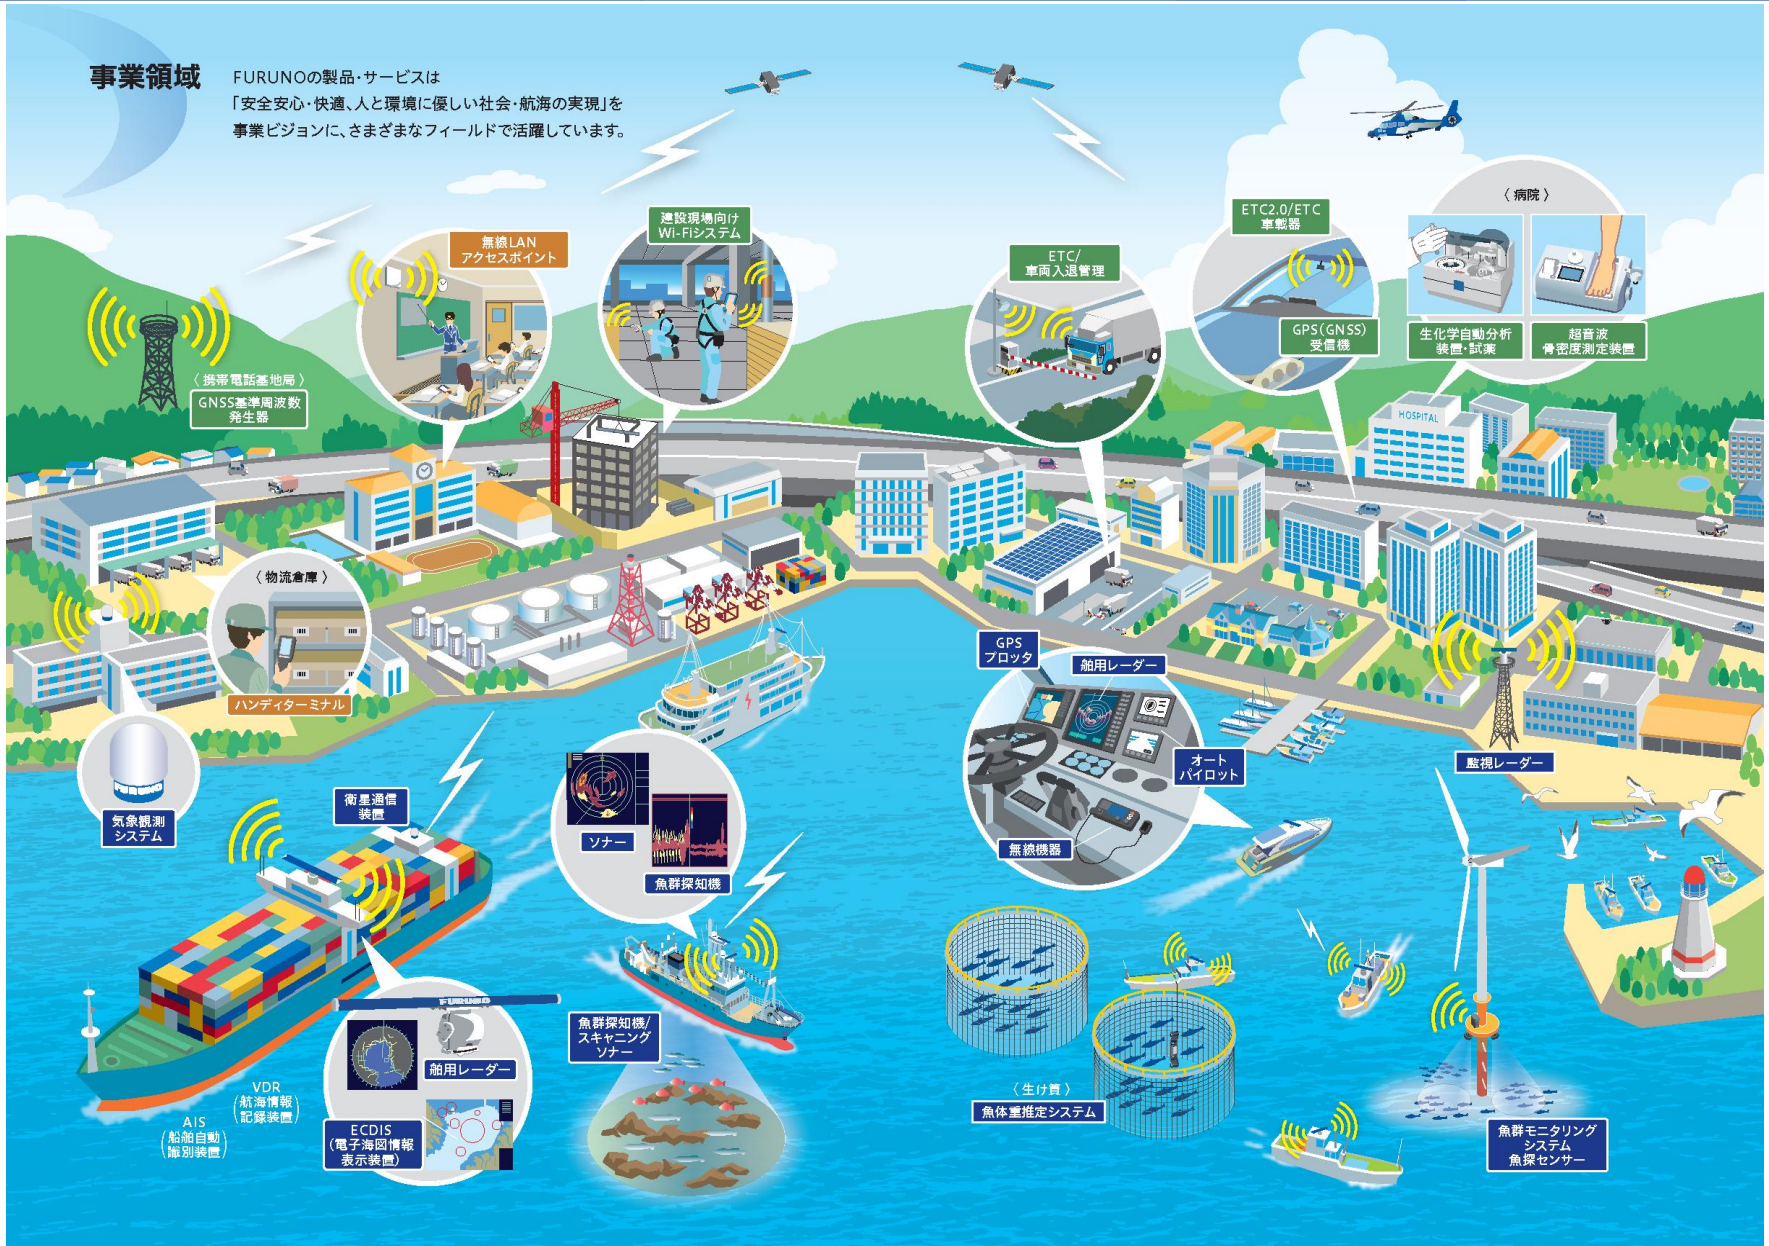 事業領域
FURUNOの製品・サービスは
「安全安心・快適、人と環境に優しい社会・航海の実現」を
事業ビジョンに、さまざまなフィールドで活躍しています。
無線LAN
アクセスポイント
建設現場向け
Wi-Fiシステム
ETC/
車両入退管理
ETC2.0/ETC
車載器
GPS(GNSS)
受信機
〈 病院 〉
生化学自動分析
装置・試薬
超音波
骨密度測定装置
〈 携帯電話基地局 〉
GNSS基準周波数
発生器
HOSPITAL
〈 物流倉庫 〉
ハンディターミナル
FURUNO
気象観測
システム
衛星通信
装置
ソナー
魚群探知機
GPS
プロッタ
舶用レーダー
オート
パイロット
無線機器
監視レーダー
FURUNO
舶用レーダー
ECDIS
(電子海図情報
表示装置)
VDR
(航海情報
記録装置)
AIS
(船舶自動
識別装置)
魚群探知機/
スキャニング
ソナー
〈 生け簀 〉
魚体重推定システム
魚群モニタリング
システム
魚探センサー